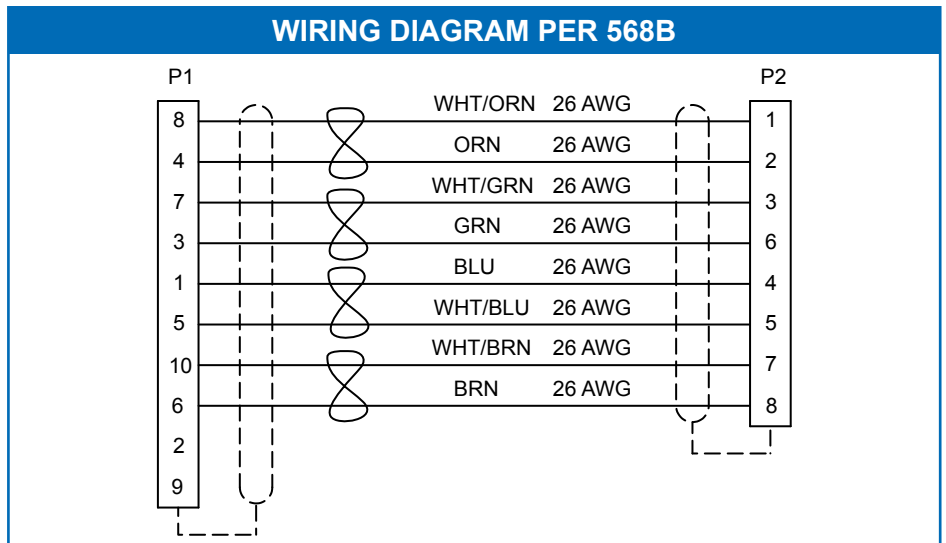 WIRING DIAGRAM PER 568B
P1 P2
8 WHT/ORN 26 AWG 1
4 ORN 26 AWG 2
7 WHT/GRN 26 AWG 3
3 GRN 26 AWG 6
1 BLU 26 AWG 4
5 WHT/BLU 26 AWG 5
10 WHT/BRN 26 AWG 7
6 BRN 26 AWG 8
2
9